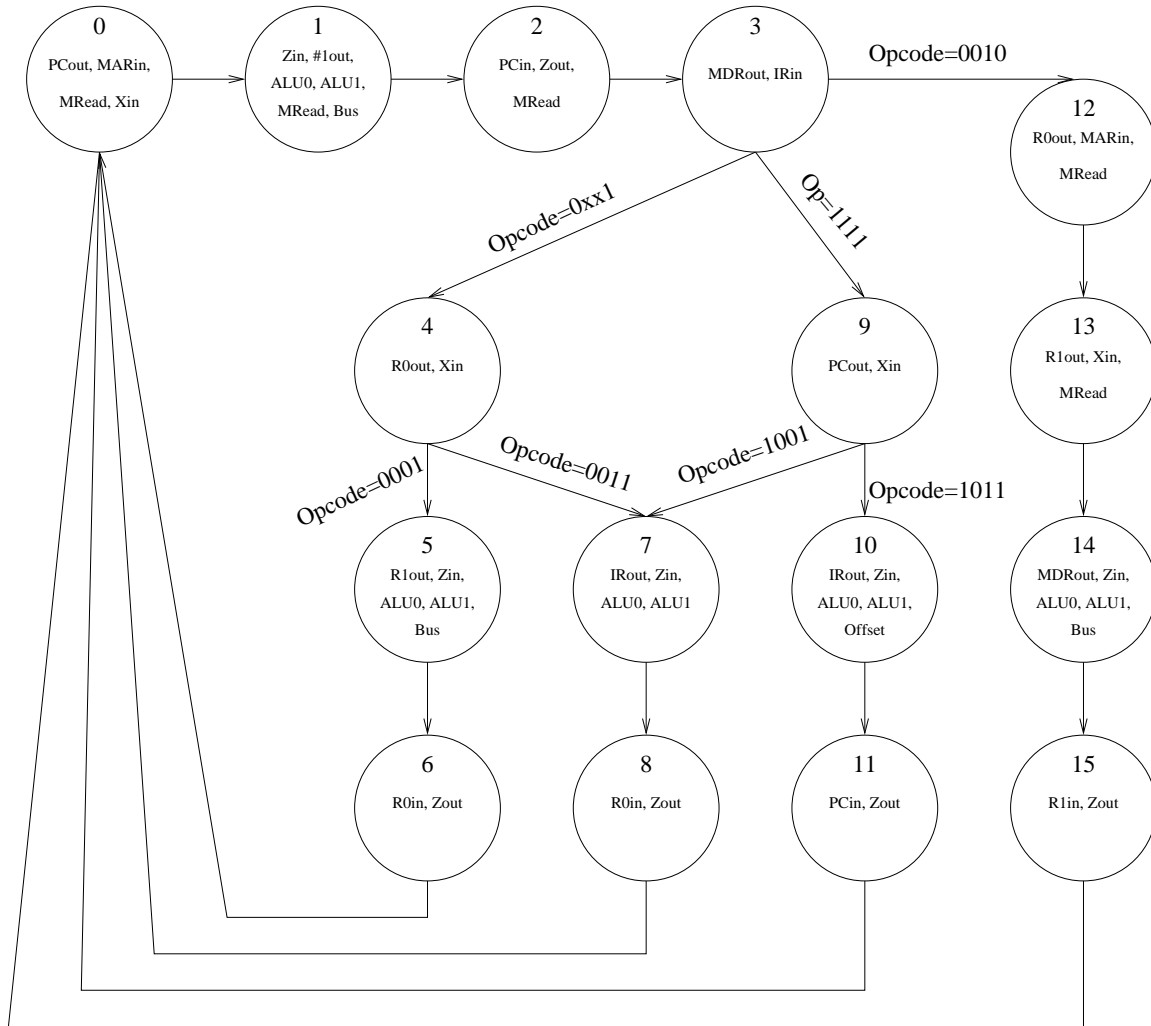 0
PCout, MARin,
MRead, Xin
1
Zin, #1out,
ALU0, ALU1,
MRead, Bus
2
PCin, Zout,
MRead
3
MDRout, IRin
Opcode=0010
12
R0out, MARin,
MRead
Opcode=0xx1
Op=1111
4
R0out, Xin
9
PCout, Xin
13
R1out, Xin,
MRead
Opcode=0001
Opcode=0011
Opcode=1001
Opcode=1011
5
R1out, Zin,
ALU0, ALU1,
Bus
7
IRout, Zin,
ALU0, ALU1
10
IRout, Zin,
ALU0, ALU1,
Offset
14
MDRout, Zin,
ALU0, ALU1,
Bus
6
R0in, Zout
8
R0in, Zout
11
PCin, Zout
15
R1in, Zout